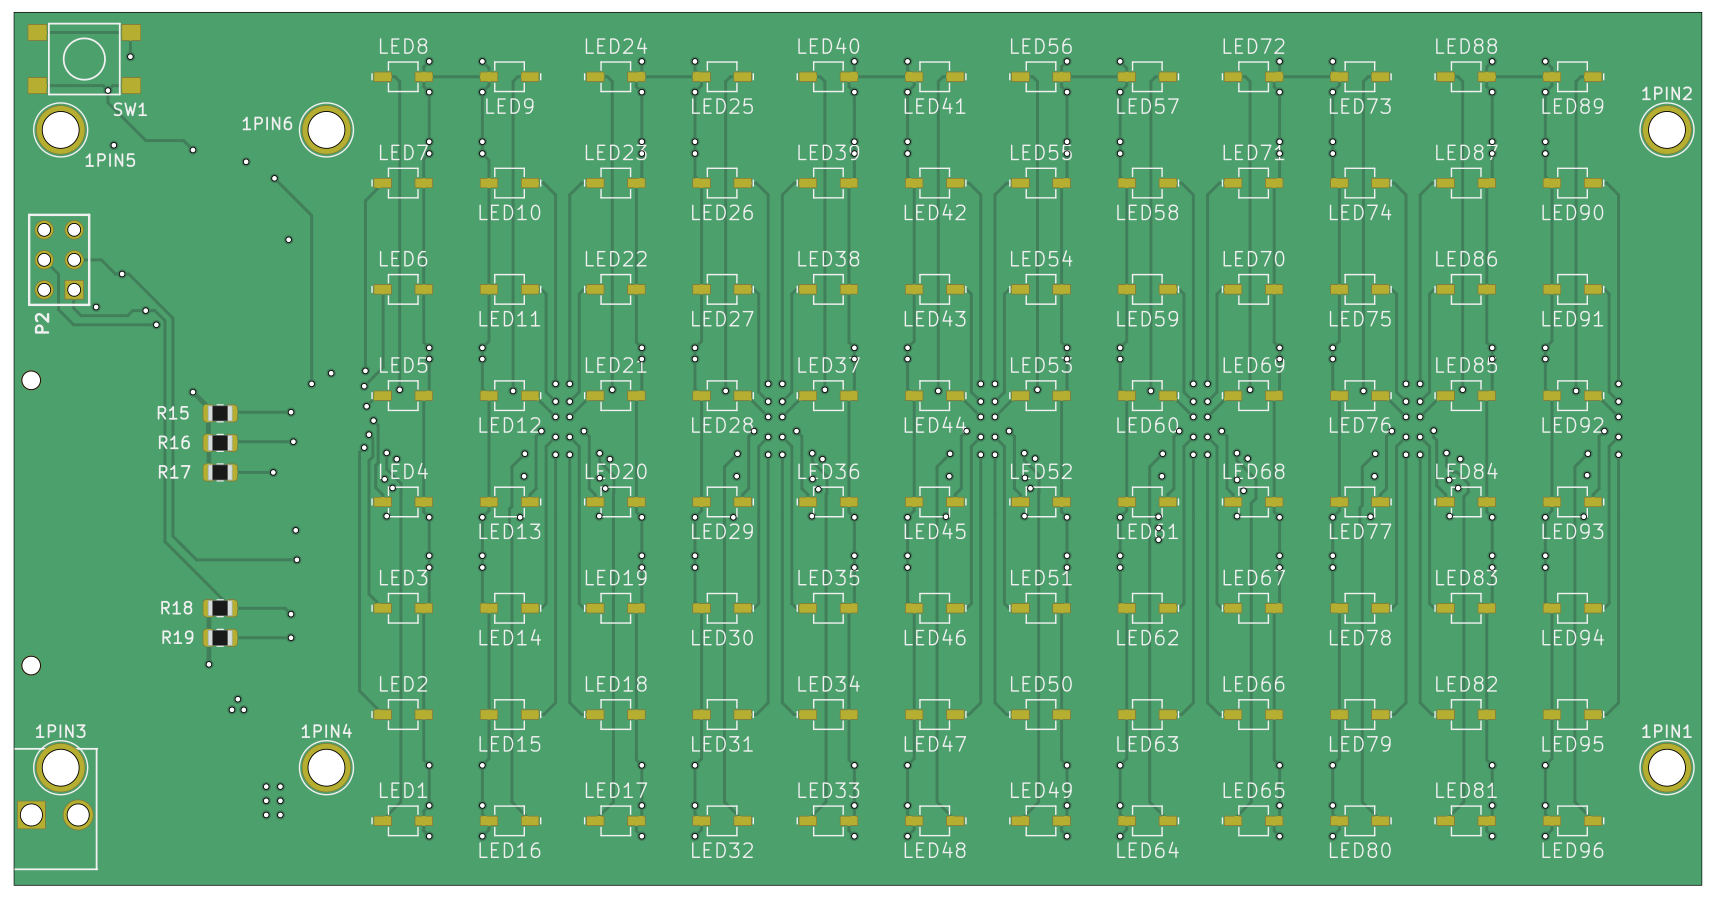 LED8 LED24 LED40 LED56 LED72 LED88
SW1 LED9 LED25 LED41 LED57 LED73 LED89 1PIN2
1PIN6
1PIN5 LED7 LED23 LED39 LED55 LED71 LED87
LED10 LED26 LED42 LED58 LED74 LED90
LED6 LED22 LED38 LED54 LED70 LED86
P2 LED11 LED27 LED43 LED59 LED75 LED91
LED5 LED21 LED37 LED53 LED69 LED85
R15
LED12 LED28 LED44 LED60 LED76 LED92
R16
R17 LED4 LED20 LED36 LED52 LED68 LED84
LED13 LED29 LED45 LED61 LED77 LED93
LED3 LED19 LED35 LED51 LED67 LED83
R18
R19 LED14 LED30 LED46 LED62 LED78 LED94
LED2 LED18 LED34 LED50 LED66 LED82
1PIN3 1PIN4 1PIN1
LED15 LED31 LED47 LED63 LED79 LED95
LED1 LED17 LED33 LED49 LED65 LED81
LED16 LED32 LED48 LED64 LED80 LED96